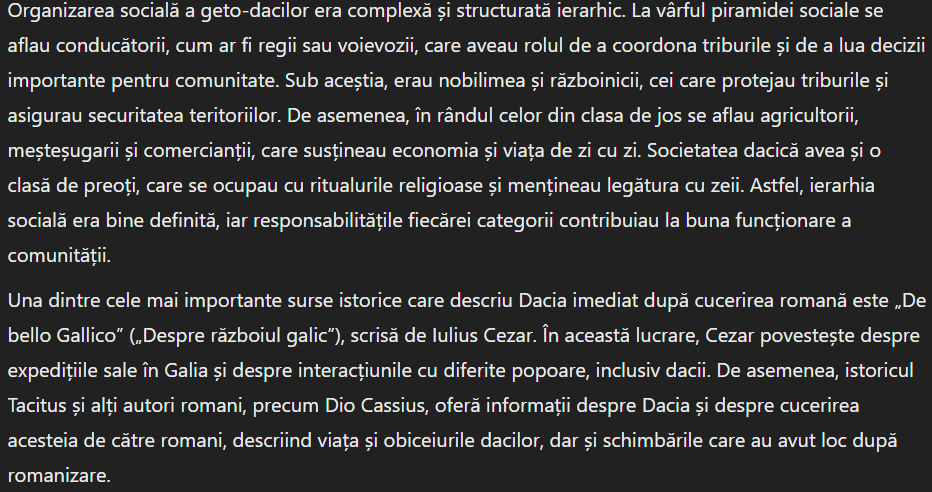 Organizarea socială a geto-dacilor era complexă și structurată ierarhic. La vârful piramidei sociale se
aflau conducătorii, cum ar fi regii sau voievozii, care aveau rolul de a coordona triburile și de a lua decizii
importante pentru comunitate. Sub aceștia, erau nobilimea și războinicii, cei care protejau triburile și
asigurau securitatea teritoriilor. De asemenea, în rândul celor din clasa de jos se aflau agricultorii,
meșteșugarii și comercianții, care susțineau economia și viața de zi cu zi. Societatea dacică avea și o
clasă de preoți, care se ocupau cu ritualurile religioase și mențineau legătura cu zeii. Astfel, ierarhia
socială era bine definită, iar responsabilitățile fiecărei categorii contribuiau la buna funcționare a
comunității.
Una dintre cele mai importante surse istorice care descriu Dacia imediat după cucerirea romană este „De
bello Gallico” („Despre războiul galic”), scrisă de Iulius Cezar. În această lucrare, Cezar povestește despre
expedițiile sale în Galia și despre interacțiunile cu diferite popoare, inclusiv dacii. De asemenea, istoricul
Tacitus și alți autori romani, precum Dio Cassius, oferă informații despre Dacia și despre cucerirea
acesteia de către romani, descriind viața și obiceiurile dacilor, dar și schimbările care au avut loc după
romanizare.